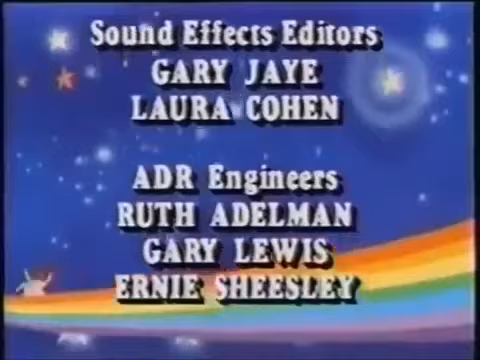 Sound Effects Editors
GARY JAYE
LAURA COHEN
ADR Engineers
RUTH ADELMAN
GARY LEWIS
ERNIE SHEESLEY